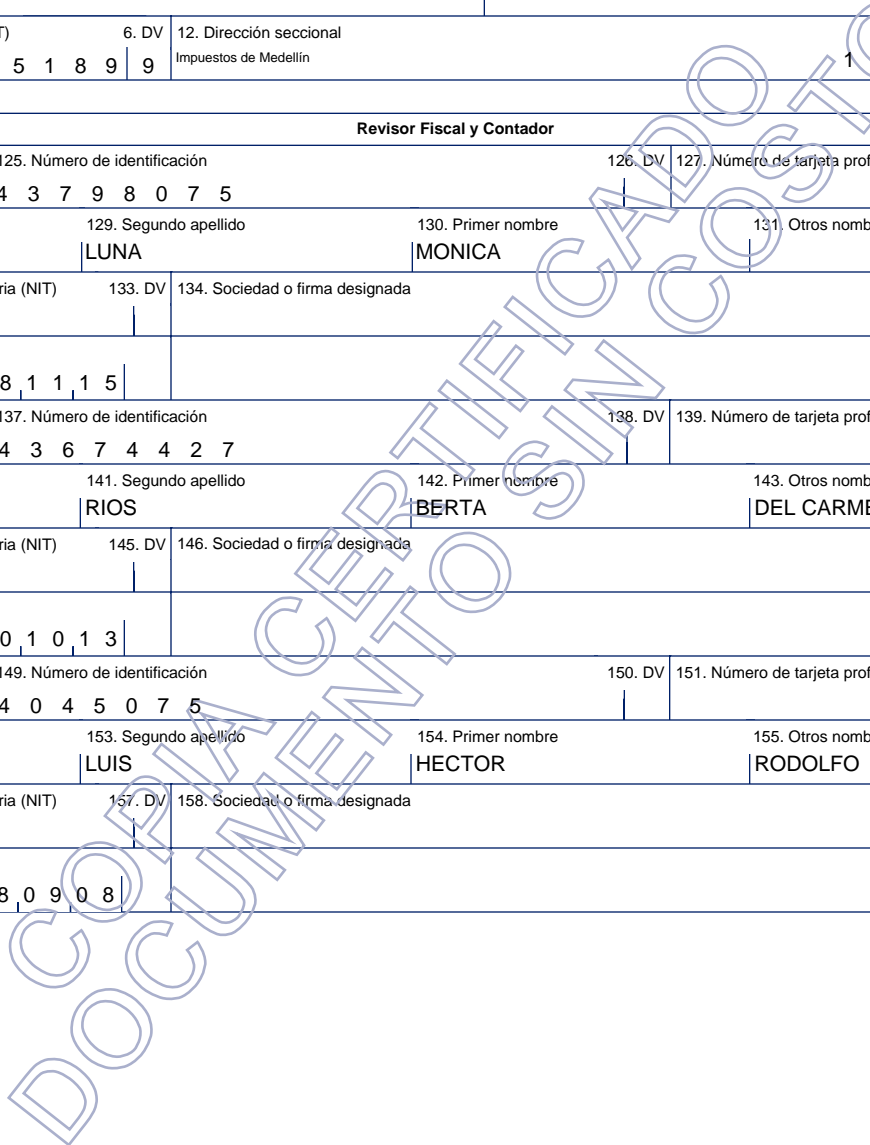 T) 6. DV 12. Dirección seccional
5 1 8 9 9 Impuestos de Medellín 1
Revisor Fiscal y Contador
125. Número de identificación 126. DV 127. Número de tarjeta prof
4 3 7 9 8 0 7 5
129. Segundo apellido 130. Primer nombre 131. Otros nomb
LUNA MONICA
ria (NIT) 133. DV 134. Sociedad o firma designada
8 1 1 1 5
137. Número de identificación 138. DV 139. Número de tarjeta prof
4 3 6 7 4 4 2 7
141. Segundo apellido 142. Primer nombre 143. Otros nomb
RIOS BERTA DEL CARME
ria (NIT) 145. DV 146. Sociedad o firma designada
0 1 0 1 3
149. Número de identificación 150. DV 151. Número de tarjeta prof
4 0 4 5 0 7 5
153. Segundo apellido 154. Primer nombre 155. Otros nomb
LUIS HECTOR RODOLFO
ria (NIT) 157. DV 158. Sociedad o firma designada
8 0 9 0 8
COPIA CERTIFICADO
DOCUMENTO SIN COSTO